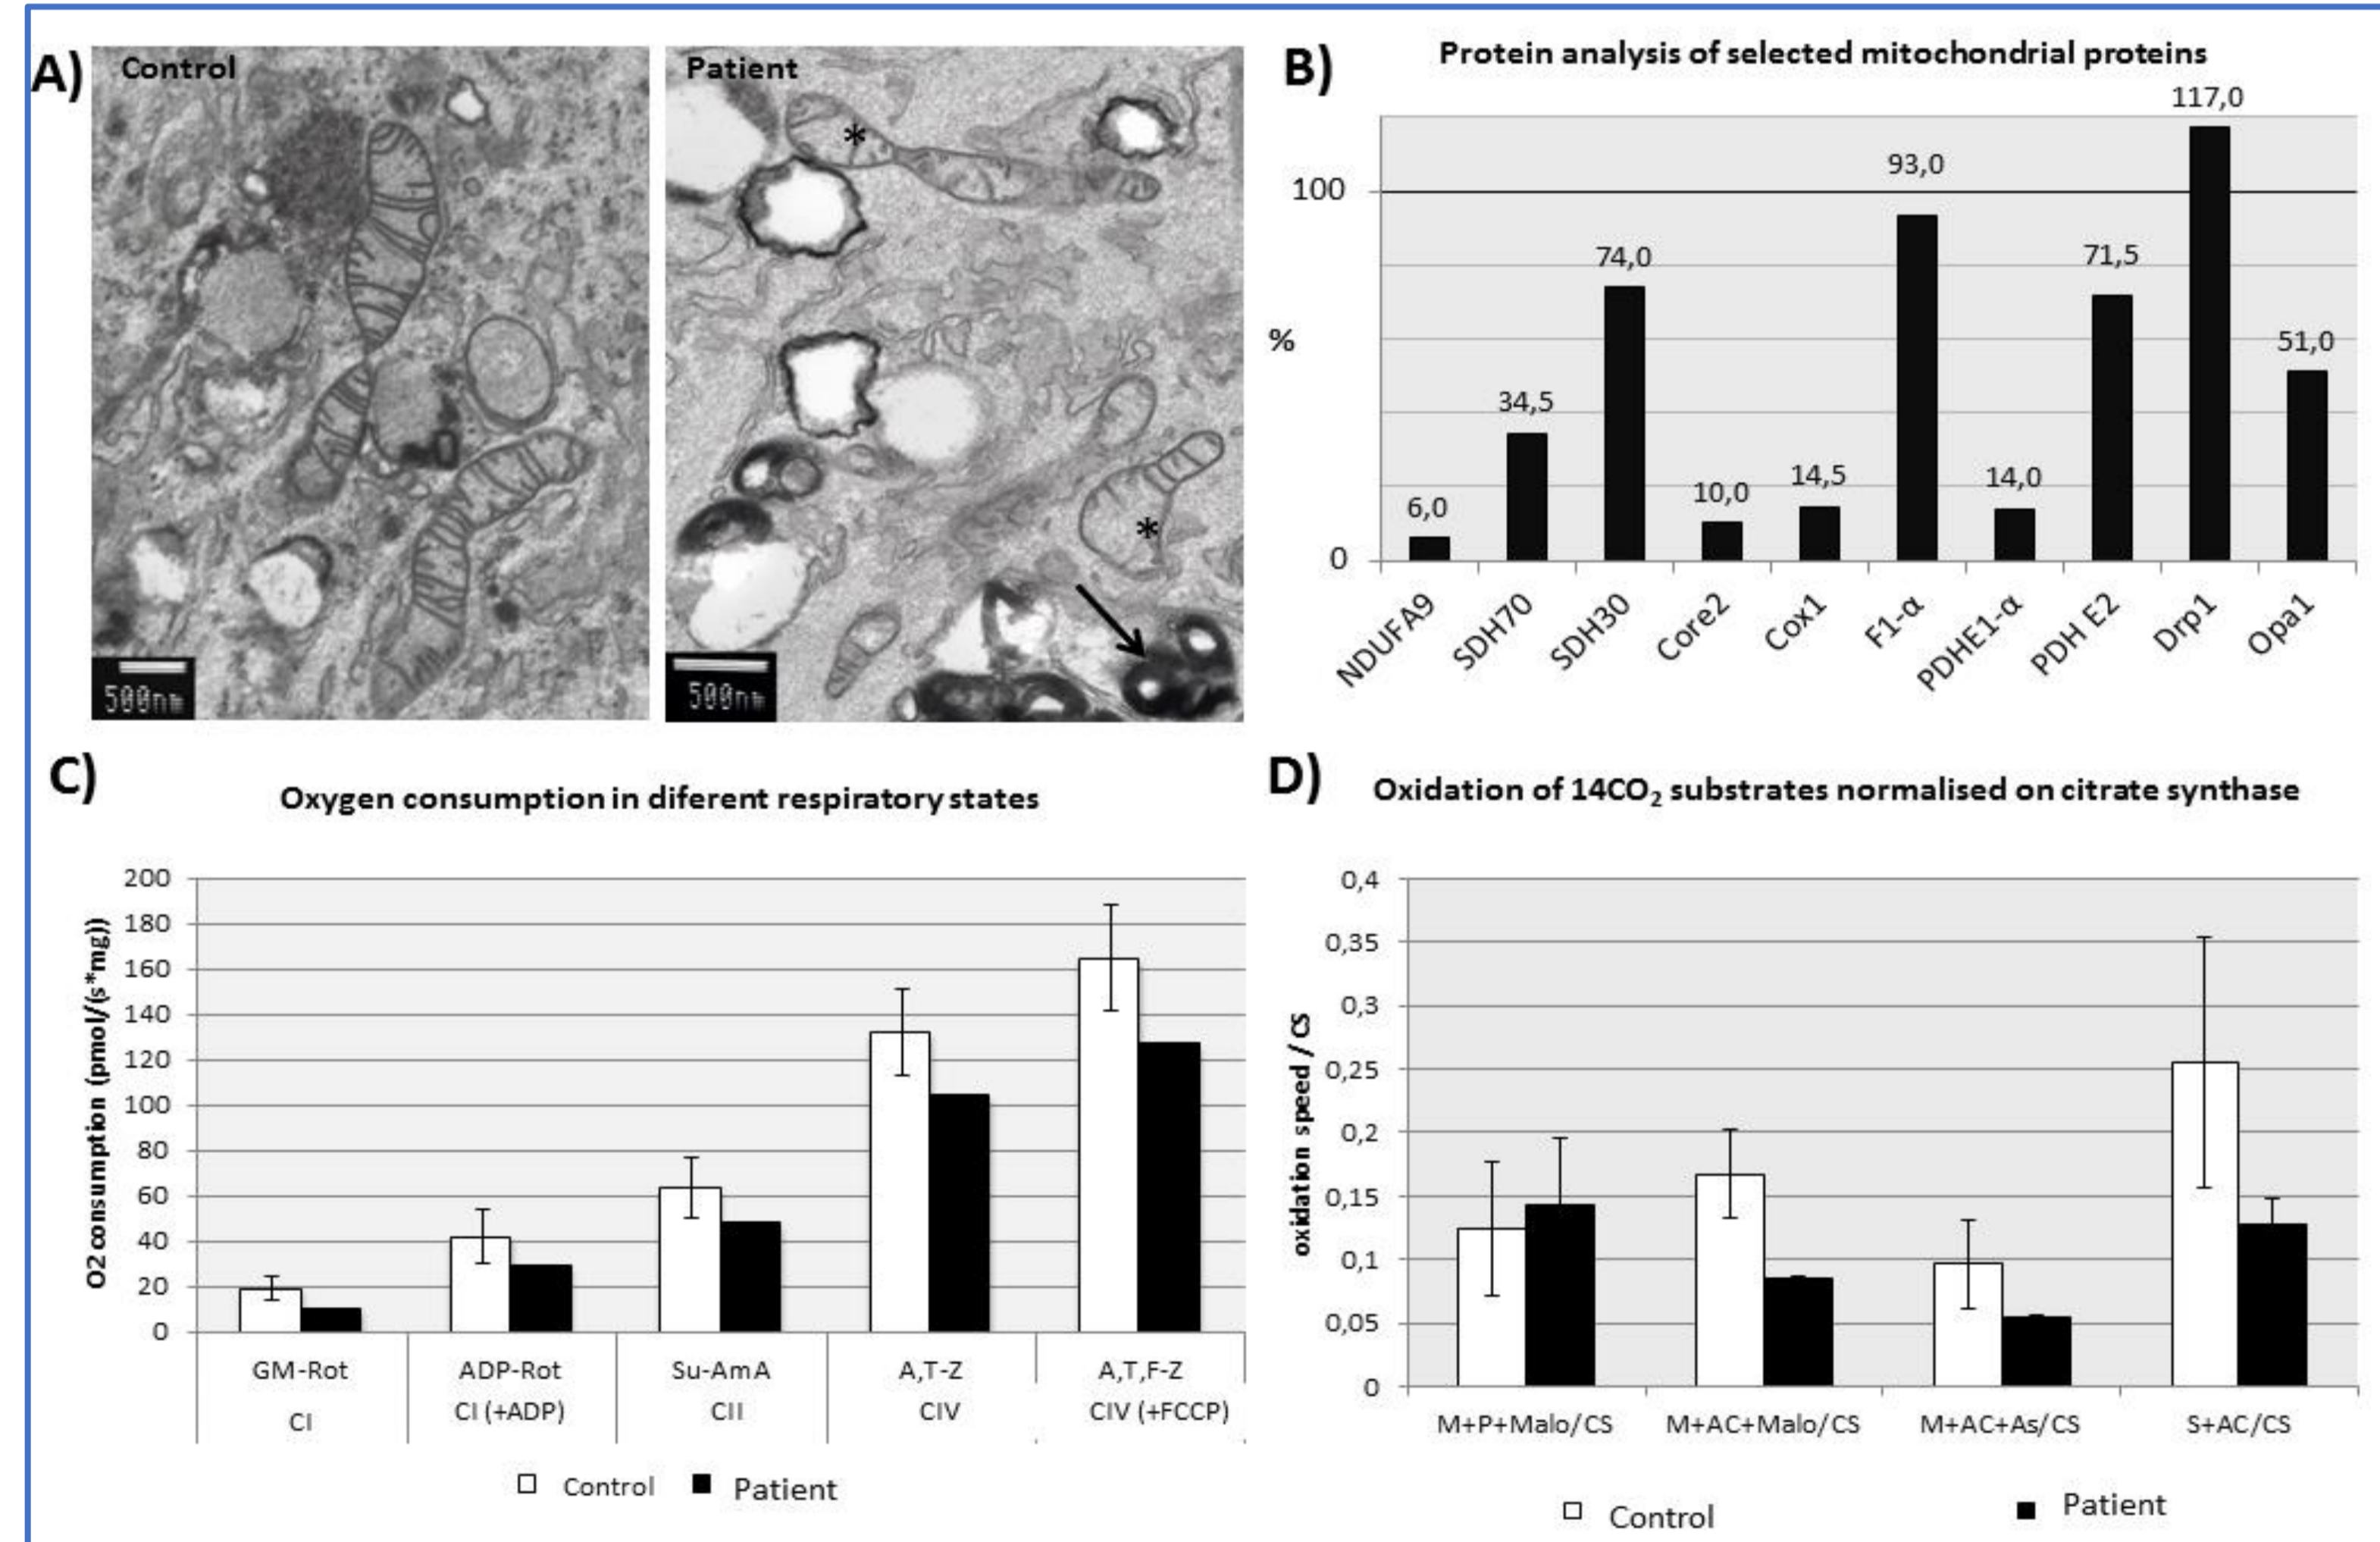 A)
Control
Patient
*
*
500nm
500nm
B)
Protein analysis of selected mitochondrial proteins
100
%
0
6,0
34,5
74,0
10,0
14,5
93,0
14,0
71,5
117,0
51,0
NDUFA9
SDH70
SDH30
Core2
Cox1
F1-α
PDHE1-α
PDH E2
Drp1
Opa1
C)
Oxygen consumption in diferent respiratory states
O2 consumption (pmol/(s*mg))
200
180
160
140
120
100
80
60
40
20
0
GM-Rot
ADP-Rot
Su-AmA
A,T-Z
A,T,F-Z
CI
CI (+ADP)
CII
CIV
CIV (+FCCP)
Control
Patient
D)
Oxidation of 14CO₂ substrates normalised on citrate synthase
oxidation speed / CS
0,4
0,35
0,3
0,25
0,2
0,15
0,1
0,05
0
M+P+Malo/CS
M+AC+Malo/CS
M+AC+As/CS
S+AC/CS
Control
Patient